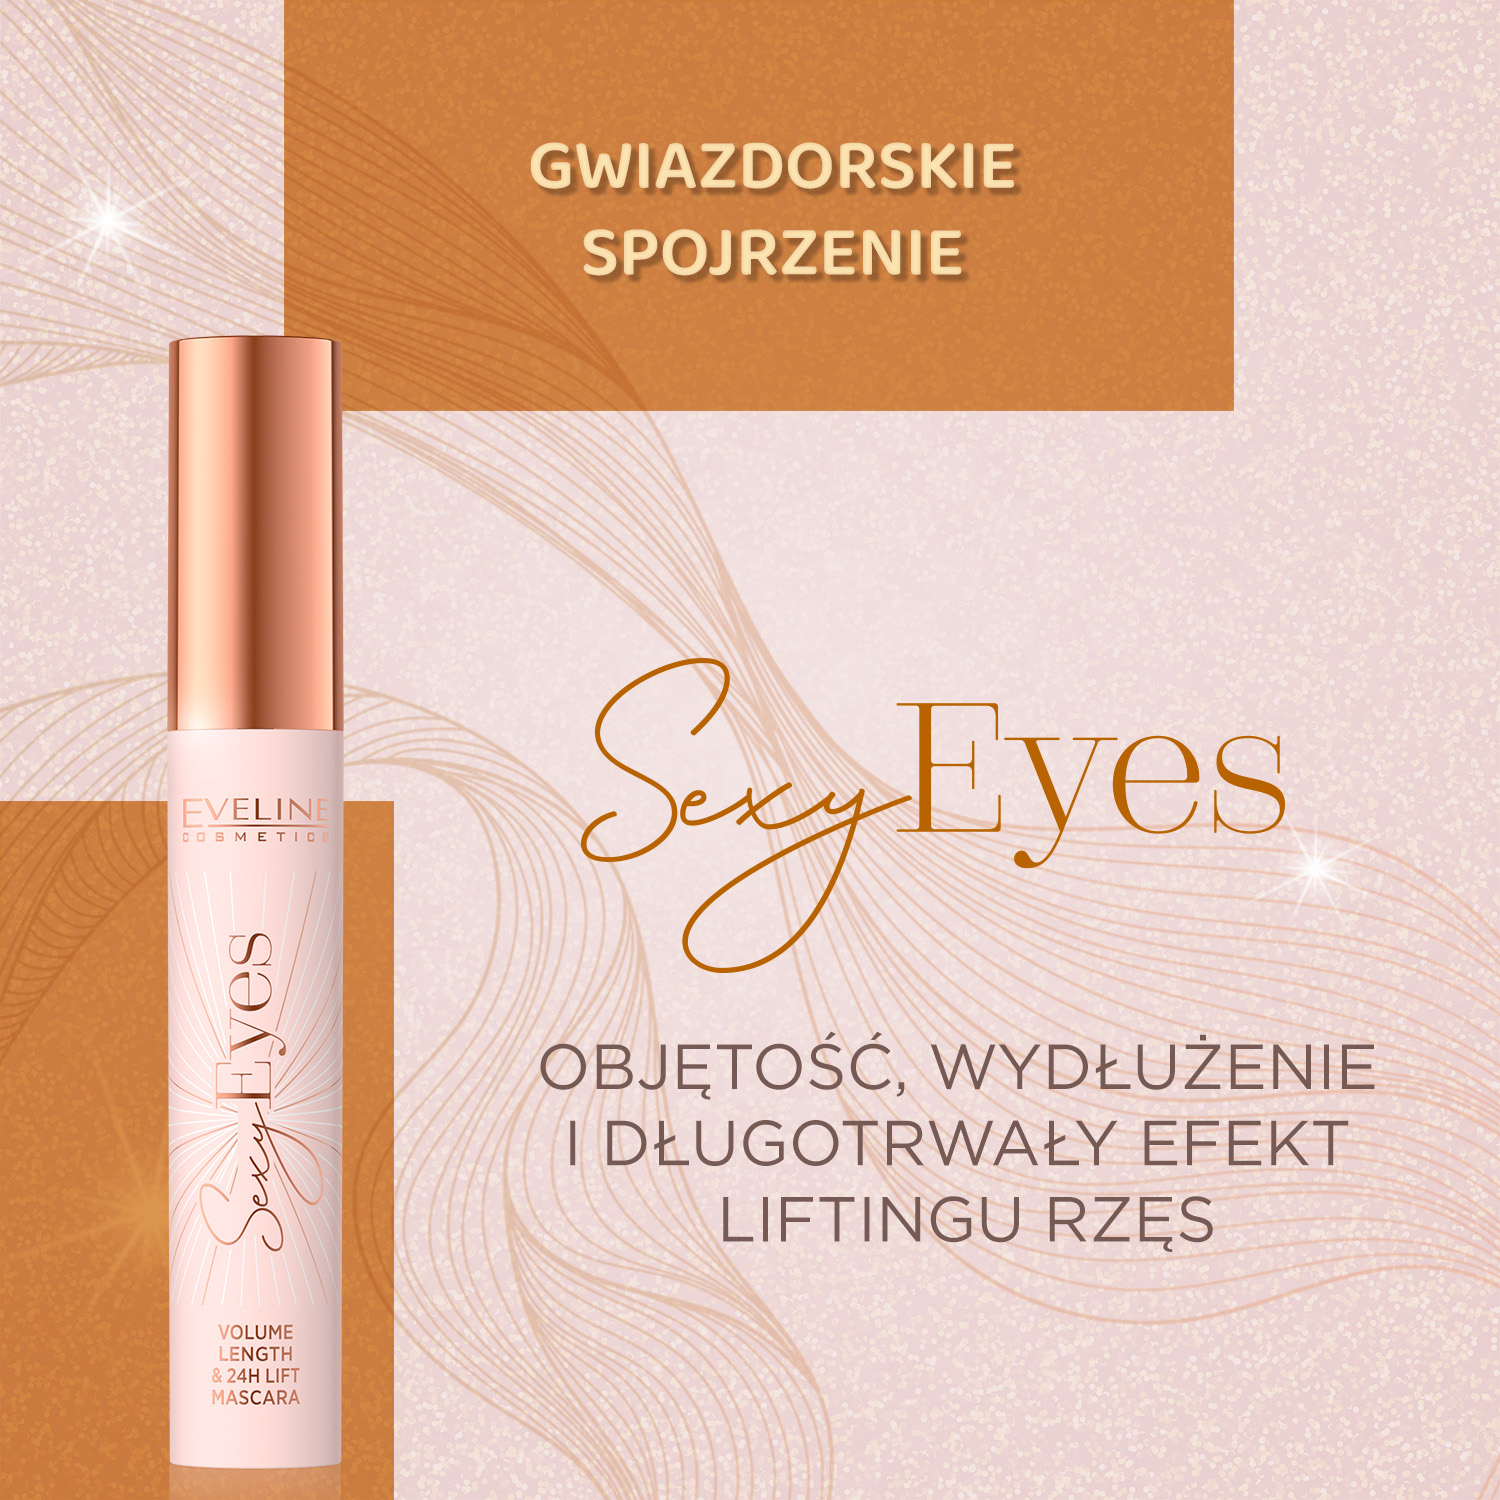 GWIAZDORSKIE
SPOJRZENIE
Sexy Eyes
OBJĘTOŚĆ, WYDŁUŻENIE
I DŁUGOTRWAŁY EFEKT
LIFTINGU RZĘS
EVELINE
COSMETICS
Sexy Eyes
VOLUME
LENGTH
& 24H LIFT
MASCARA